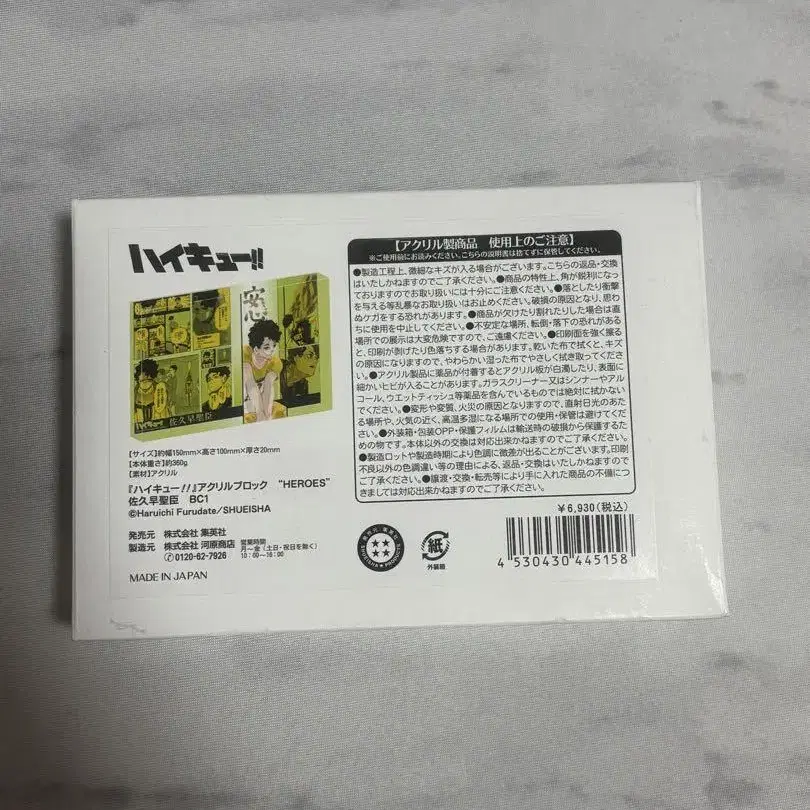 ハイキュー!!
窓
佐久早聖臣
【サイズ】約幅150mm×高さ100mm×厚さ20mm
【本体重さ】約360g
【素材】アクリル
『ハイキュー!!』アクリルブロック “HEROES”
佐久早聖臣 BC1
©Haruichi Furudate/SHUEISHA
発売元 株式会社 集英社
製造元 株式会社 河原商店 営業時間
月～金（土日・祝日を除く）
✆0120-62-7926 10:00～16:00
MADE IN JAPAN
【アクリル製商品 使用上のご注意】
※ご使用前にお読みください。こちらの説明書は捨てずに保管してください。
●製造工程上、微細なキズが入る場合がございます。こちらの返品・交換
はいたしかねますのでご了承ください。●商品の特性上、角が鋭利になっ
ておりますのでお取り扱いには十分にご注意ください。●落としたり衝撃
を与える等乱暴なお取り扱いはお止めください。破損の原因となり、思わ
ぬケガをする恐れがあります。●商品が欠けたり割れたりした場合は直
ちに使用を中止してください。●不安定な場所、転倒・落下の恐れがある
場所での展示は大変危険ですので、ご遠慮ください。●印刷面を強く擦る
と、印刷が剥げたり色落ちする場合があります。乾いた布で拭くと、キズ
の原因になりますので、やわらかい湿った布でやさしく拭き取ってくださ
い。●アクリル製品に薬品が付着するとアクリル板が白濁したり、表面に
細かいヒビが入ることがあります。ガラスクリーナー又はシンナーやアル
コール、ウエットティッシュ等薬品を含んでいるものでは絶対に拭かない
でください。●変形や変質、火災の原因となりますので、直射日光のあた
る場所や、火気の近く、高温多湿になる場所での使用・保管は避けてくだ
さい。●外装箱・包装OPP・保護フィルムは輸送時の破損から保護するた
めの物です。本体以外の交換は対応出来かねますのでご了承ください。
●製造ロットや製造時期により色調に微差が出ることがございます。印刷
不良以外の色調違い等の理由による、返品・交換はいたしかねますので
ご了承ください。●譲渡・交換・転売等により手に入れた商品の不備につ
きましては対応出来かねますのでご了承ください。
¥6,930(税込)
紙
外装箱
4 530430 445158